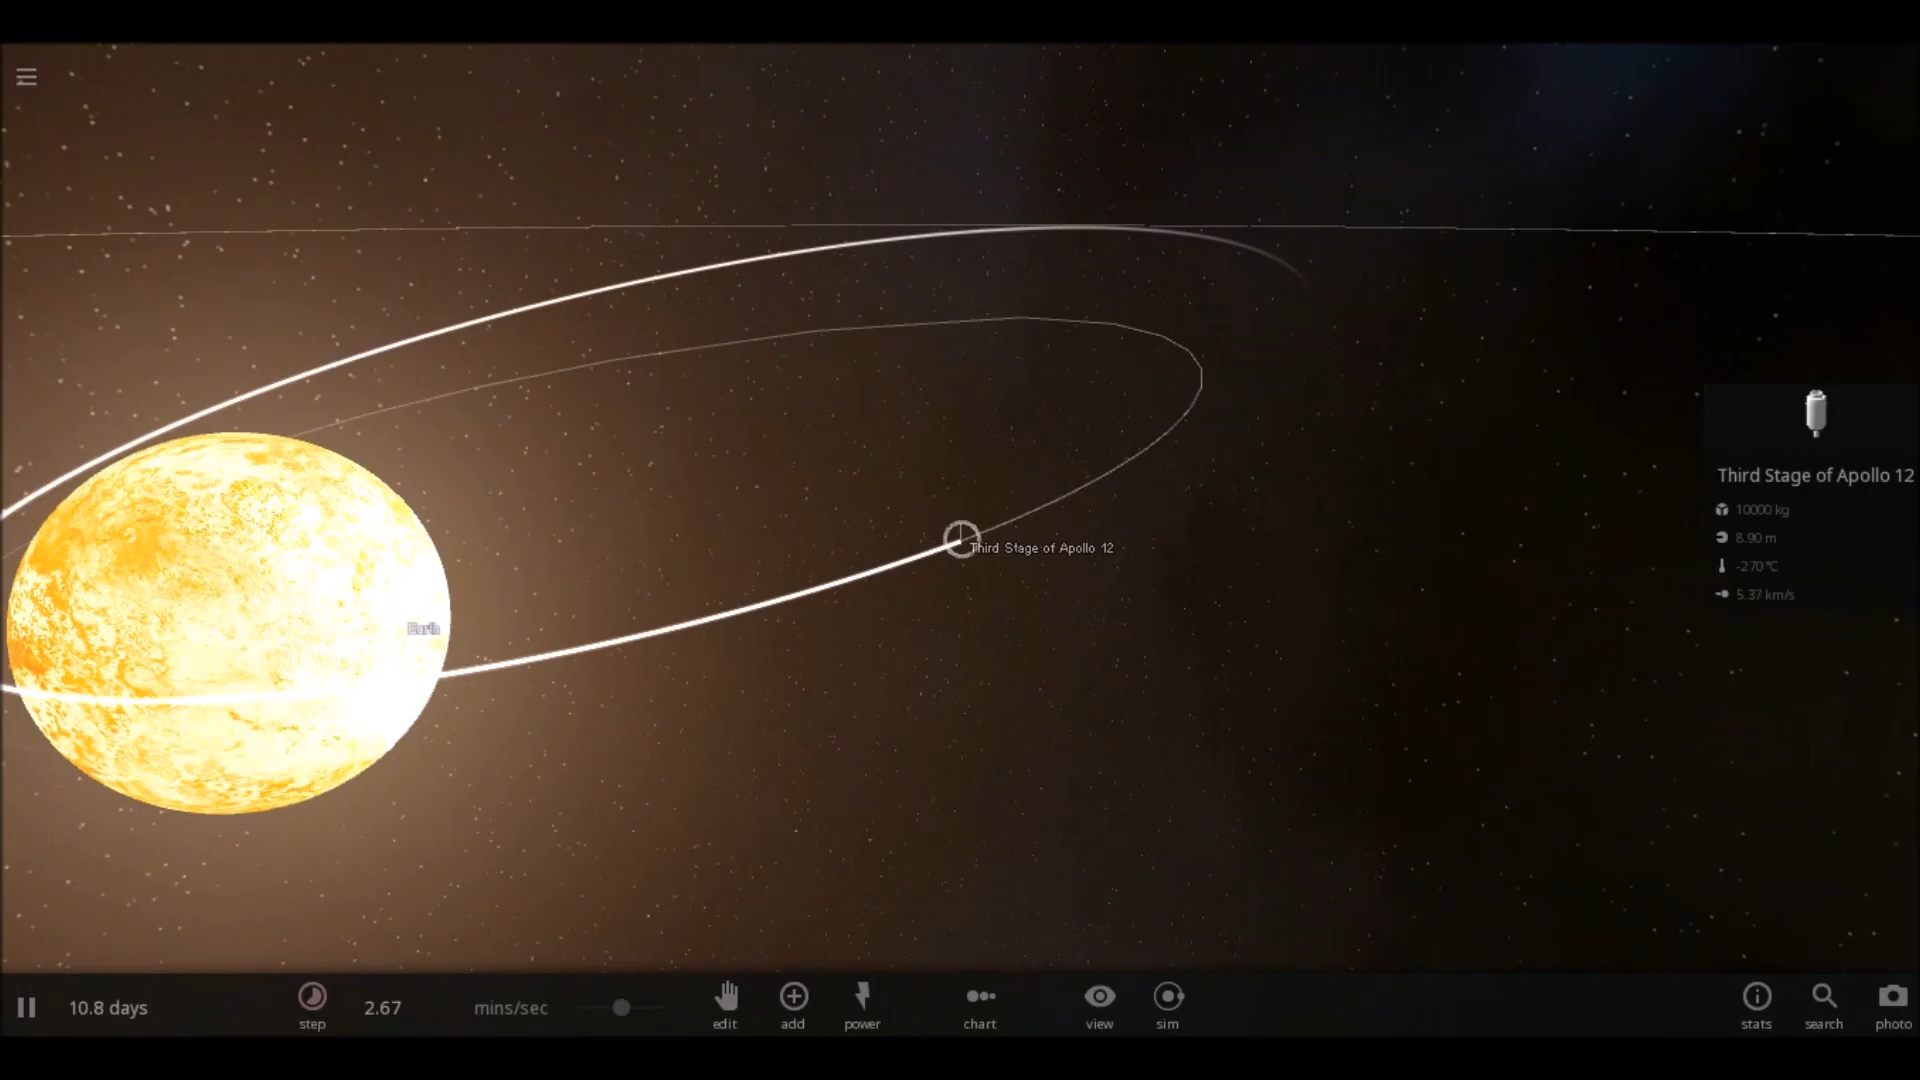 Third Stage of Apollo 12
10000 kg
8.90 m
-270 °C
5.37 km/s
Third Stage of Apollo 12
Earth
10.8 days
step
2.67
mins/sec
edit
add
power
chart
view
sim
stats
search
photo